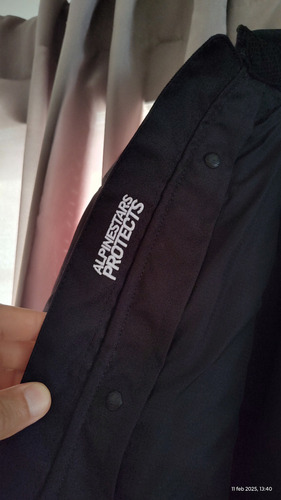 ALPINESTARS
PROTECTS
11 feb 2025, 13:40